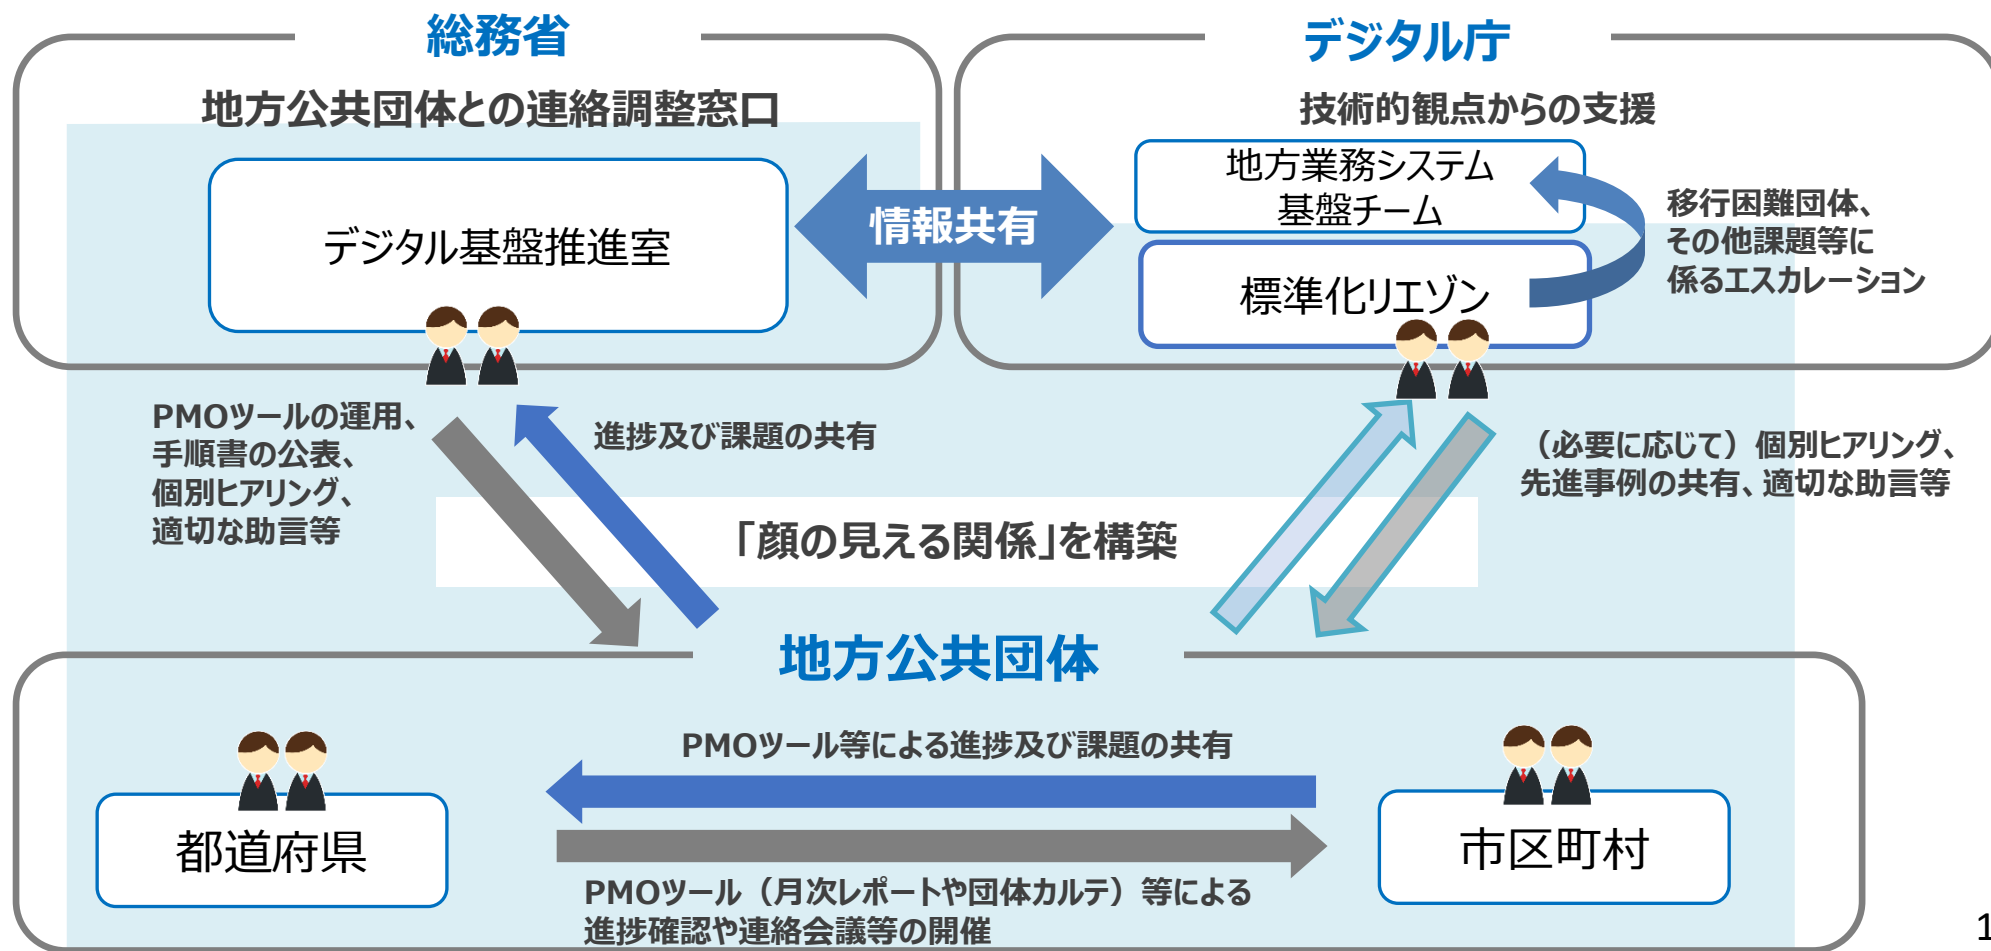 総務省
地方公共団体との連絡調整窓口
デジタル基盤推進室
情報共有
デジタル庁
技術的観点からの支援
地方業務システム
基盤チーム
標準化リエゾン
移行困難団体、
その他課題等に
係るエスカレーション
PMOツールの運用、
手順書の公表、
個別ヒアリング、
適切な助言等
進捗及び課題の共有
（必要に応じて）個別ヒアリング、
先進事例の共有、適切な助言等
「顔の見える関係」を構築
地方公共団体
PMOツール等による進捗及び課題の共有
都道府県
市区町村
PMOツール（月次レポートや団体カルテ）等による
進捗確認や連絡会議等の開催
1